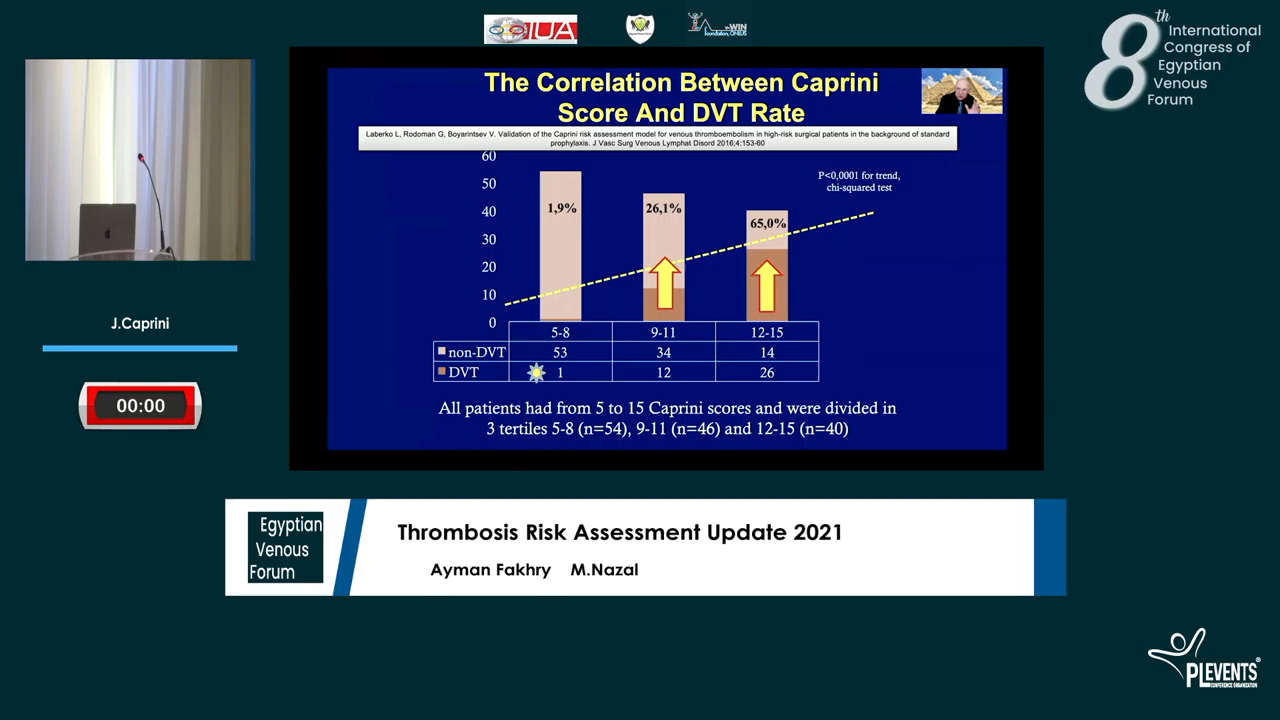 IUA
WIN
foundation, ONLUS
8th International
Congress of
Egyptian
Venous
Forum
The Correlation Between Caprini
Score And DVT Rate
Laberko L, Rodoman G, Boyarintsev V. Validation of the Caprini risk assessment model for venous thromboembolism in high-risk surgical patients in the background of standard
prophylaxis. J Vasc Surg Venous Lymphat Disord 2016;4:153-60
60
50
40
30
20
10
0
P<0,0001 for trend,
chi-squared test
1,9%
26,1%
65,0%
5-8 9-11 12-15
non-DVT 53 34 14
DVT 1 12 26
All patients had from 5 to 15 Caprini scores and were divided in
3 tertiles 5-8 (n=54), 9-11 (n=46) and 12-15 (n=40)
J.Caprini
00:00
Egyptian
Venous
Forum
Thrombosis Risk Assessment Update 2021
Ayman Fakhry M.Nazal
PLEVENTS®
CONFERENCE ORGANIZATION